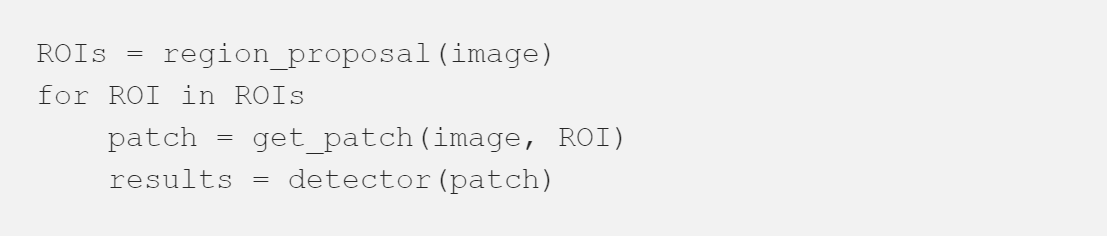 ROIs = region_proposal(image)
for ROI in ROIs
    patch = get_patch(image, ROI)
    results = detector(patch)